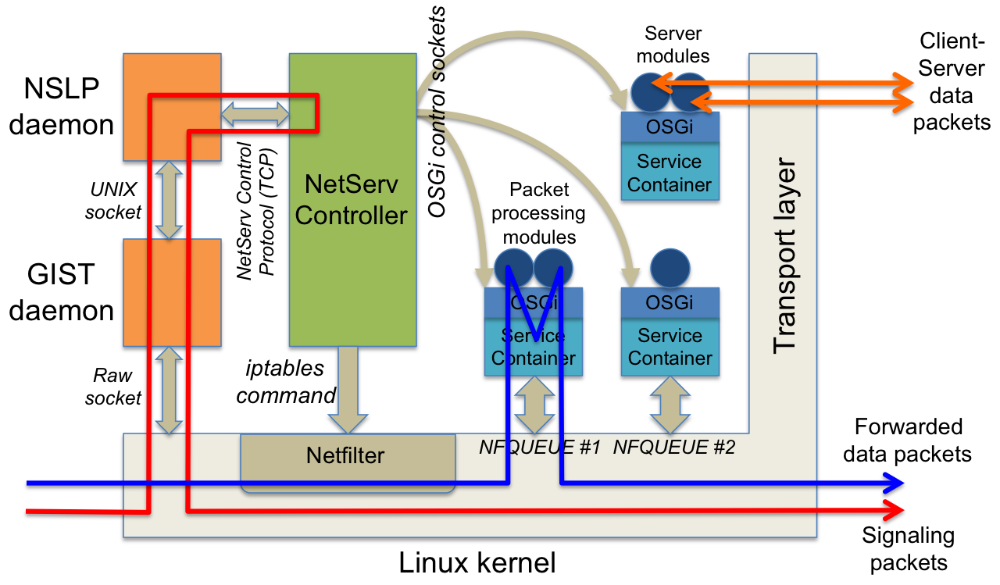 NSLP
daemon
UNIX
socket
GIST
daemon
Raw
socket
NetServ Control
Protocol (TCP)
NetServ
Controller
iptables
command
Netfilter
OSGi control sockets
Server
modules
OSGi
Service
Container
Packet
processing
modules
OSGi
Service
Container
OSGi
Service
Container
NFQUEUE #1
NFQUEUE #2
Transport layer
Client-
Server
data
packets
Forwarded
data packets
Signaling
packets
Linux kernel